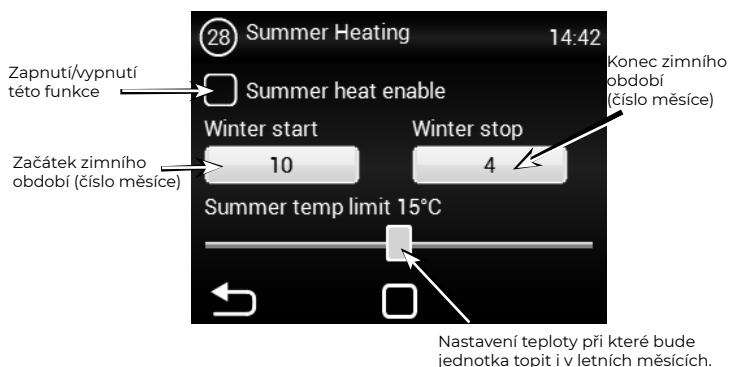 28 Summer Heating 14:42
Zapnutí/vypnutí
této funkce
Konec zimního
období
(číslo měsíce)
Summer heat enable
Winter start Winter stop
Začátek zimního
období (číslo měsíce)
10 4
Summer temp limit 15°C
Nastavení teploty při které bude
jednotka topit i v letních měsících.